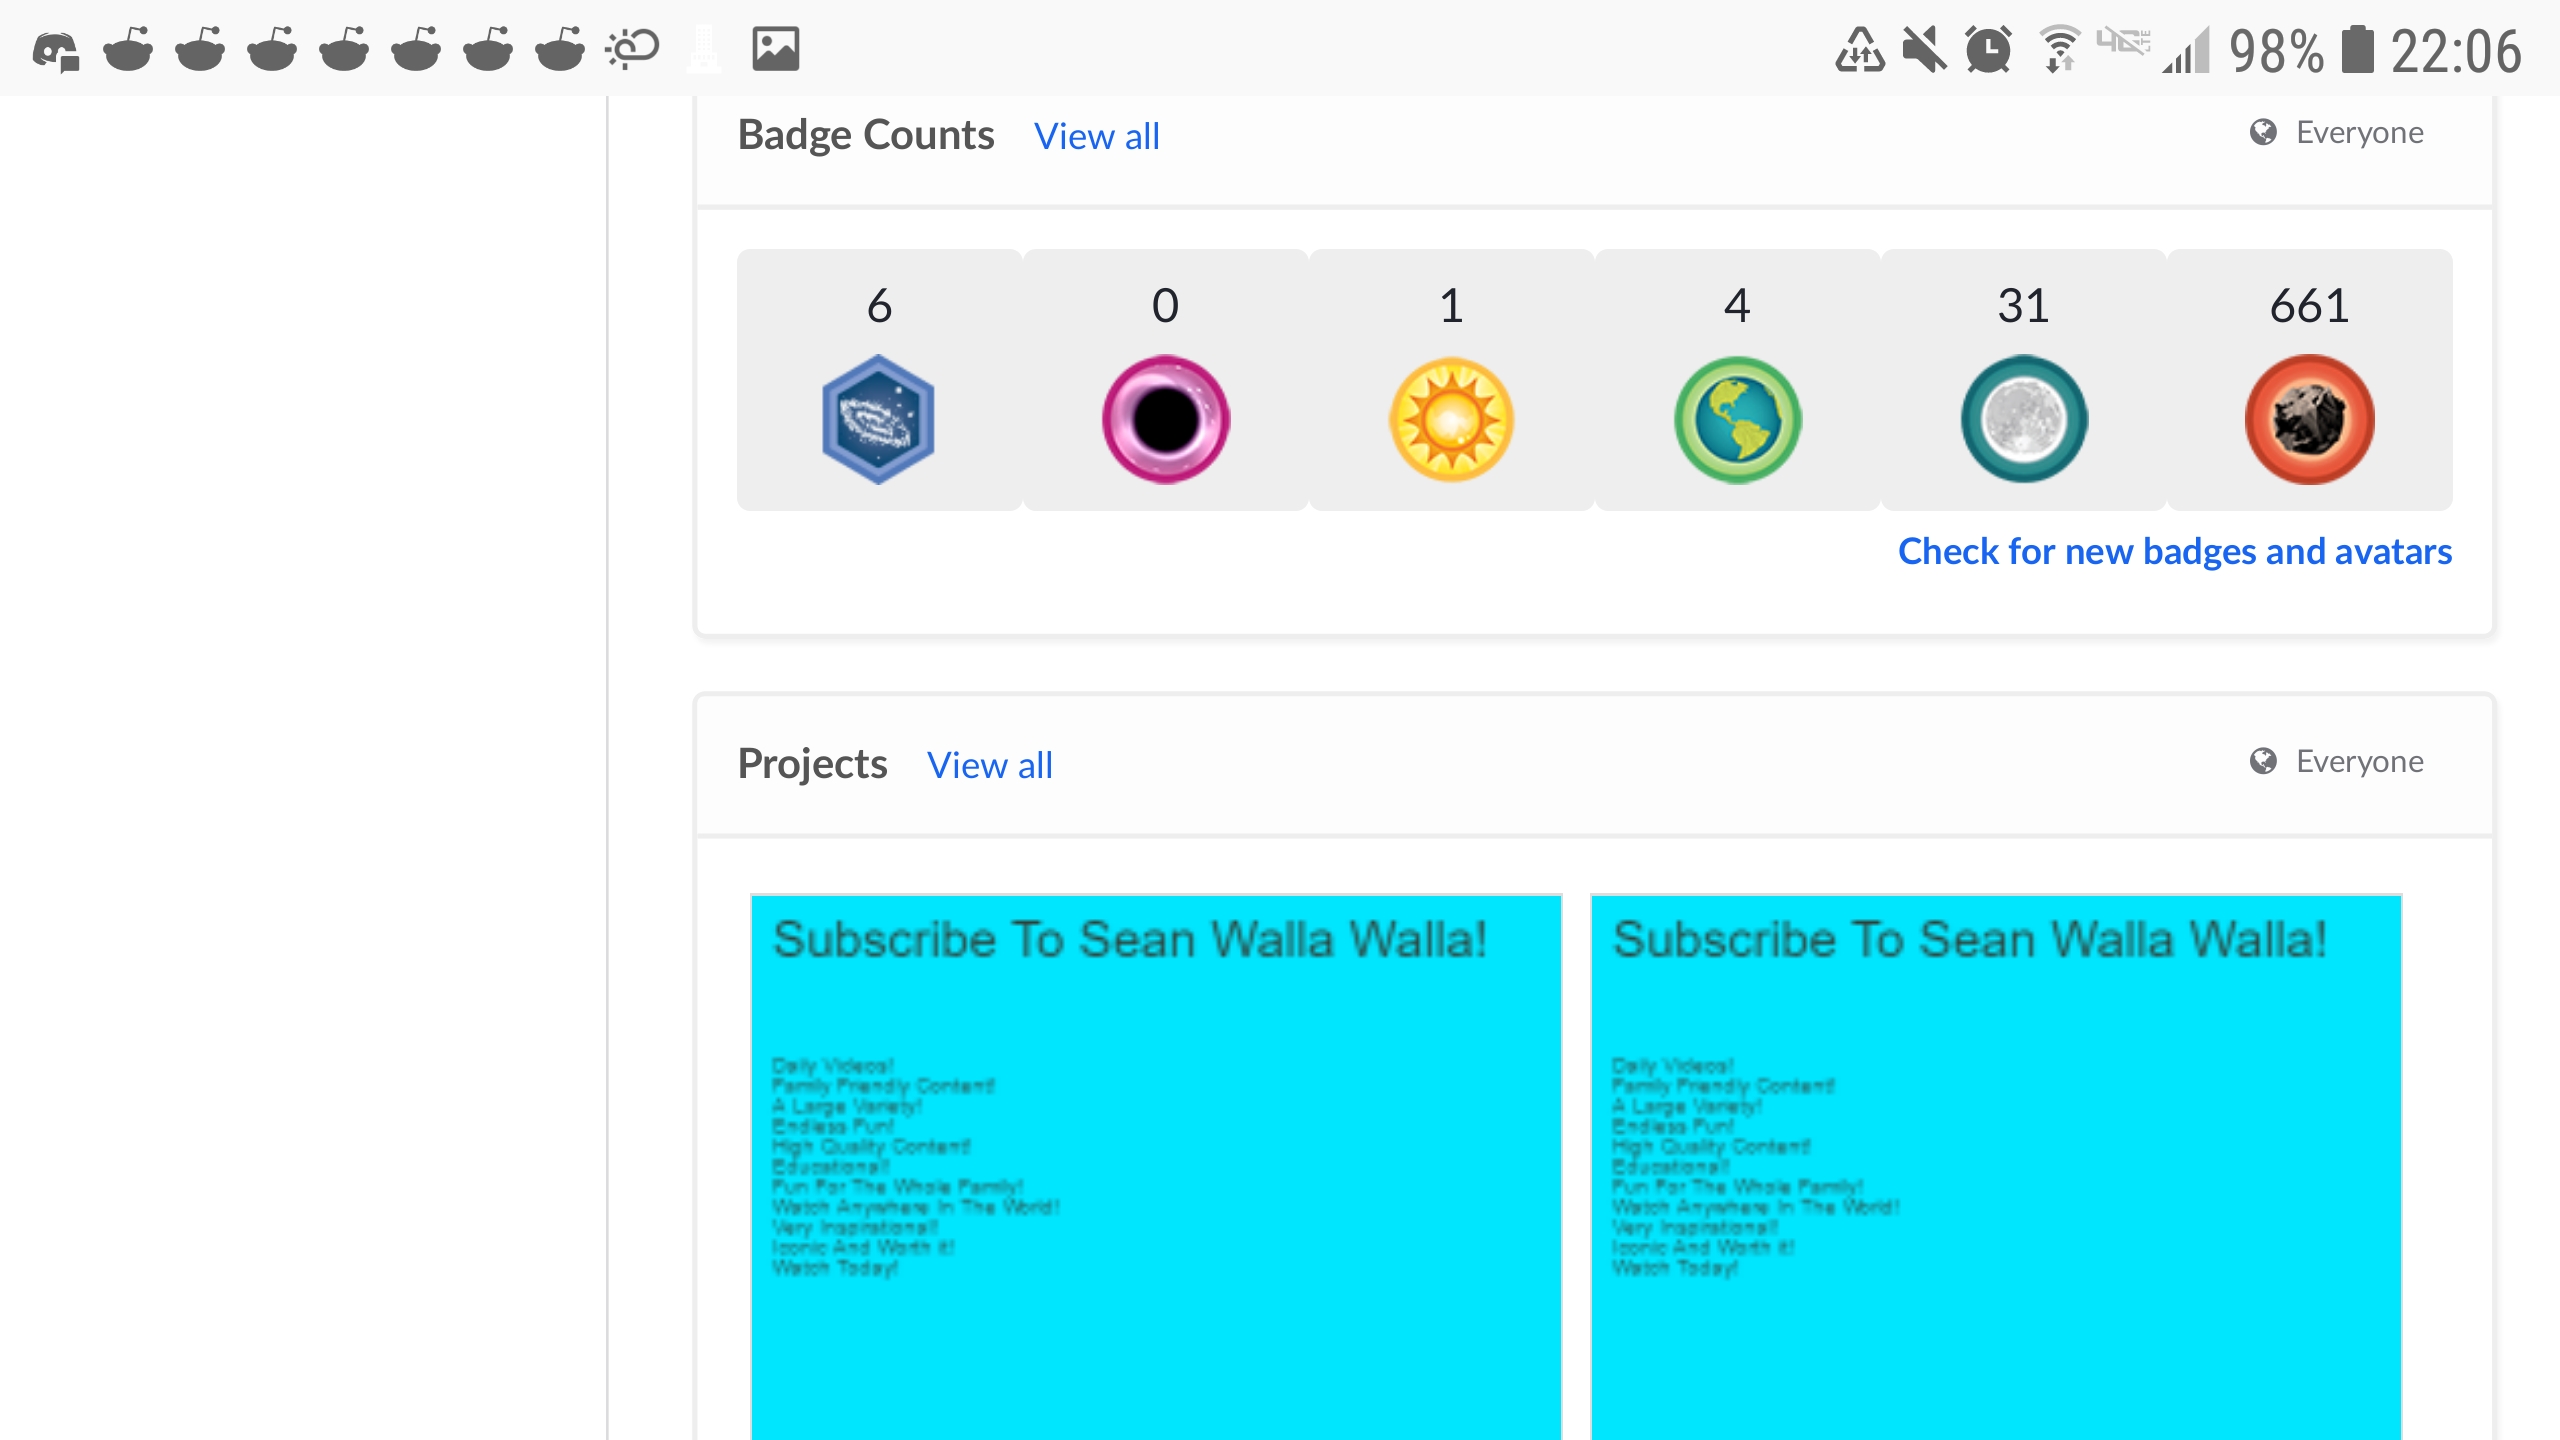 98% 22:06
Badge Counts View all Everyone
6 0 1 4 31 661
Check for new badges and avatars
Projects View all Everyone
Subscribe To Sean Walla Walla! Subscribe To Sean Walla Walla!
Daily Videos! Daily Videos!
Family Friendly Content! Family Friendly Content!
A Large Variety! A Large Variety!
Endless Fun! Endless Fun!
High Quality Content! High Quality Content!
Educational! Educational!
Fun For The Whole Family! Fun For The Whole Family!
Watch Anywhere In The World! Watch Anywhere In The World!
Very Inspirational! Very Inspirational!
Iconic And Worth it! Iconic And Worth it!
Watch Today! Watch Today!